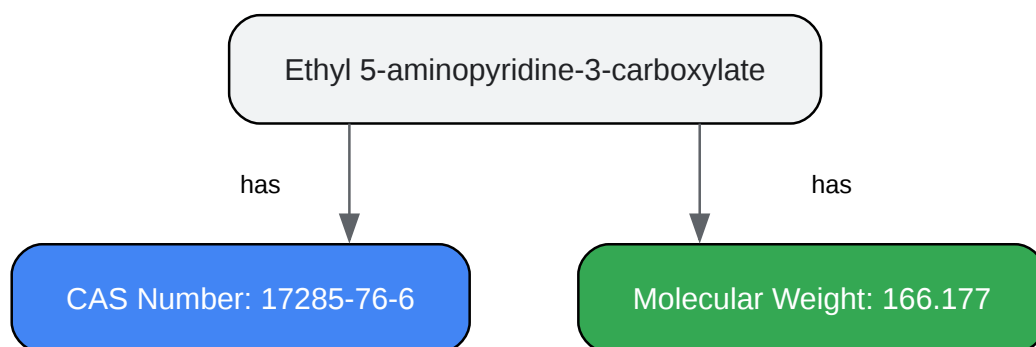 Ethyl 5-aminopyridine-3-carboxylate
has
has
CAS Number: 17285-76-6
Molecular Weight: 166.177